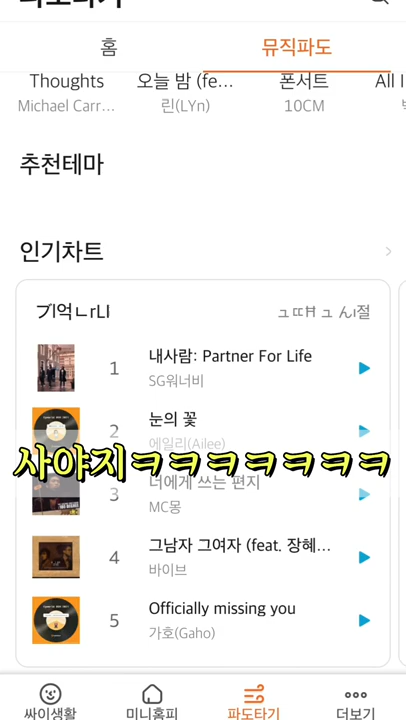 홈 뮤직파도
Thoughts 오늘 밤 (fe... 폰서트
Michael Carr... 린(LYn) 10CM
추천테마
인기차트
ㄱ|억ㄴrLI ㅋㄸĦ ㄱ ん|절
1 내사람: Partner For Life
SG워너비
2 눈의 꽃
에일리(Ailee)
사야지ㅋㅋㅋㅋㅋㅋㅋ
3 너에게 쓰는 편지
MC몽
4 그남자 그여자 (feat. 장혜...
바이브
5 Officially missing you
가호(Gaho)
싸이생활 미니홈피 파도타기 더보기